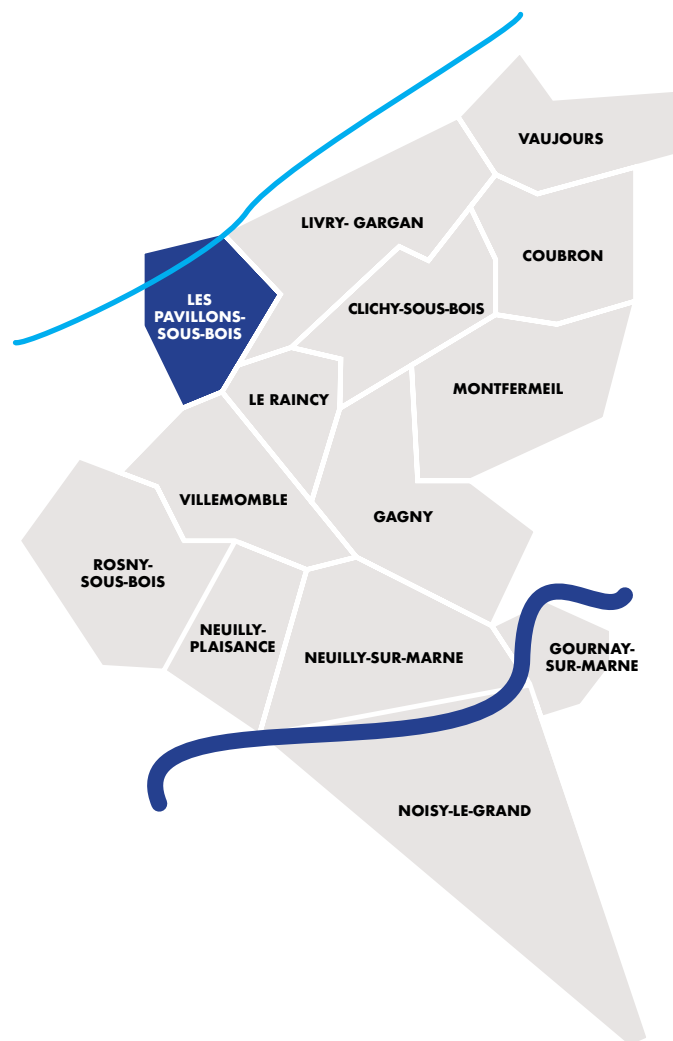 VAUJOURS
LIVRY- GARGAN
COUBRON
LES
PAVILLONS-
SOUS-BOIS
CLICHY-SOUS-BOIS
MONTFERMEIL
LE RAINCY
VILLEMOMBLE
GAGNY
ROSNY-
SOUS-BOIS
NEUILLY-
PLAISANCE
NEUILLY-SUR-MARNE
GOURNAY-
SUR-MARNE
NOISY-LE-GRAND